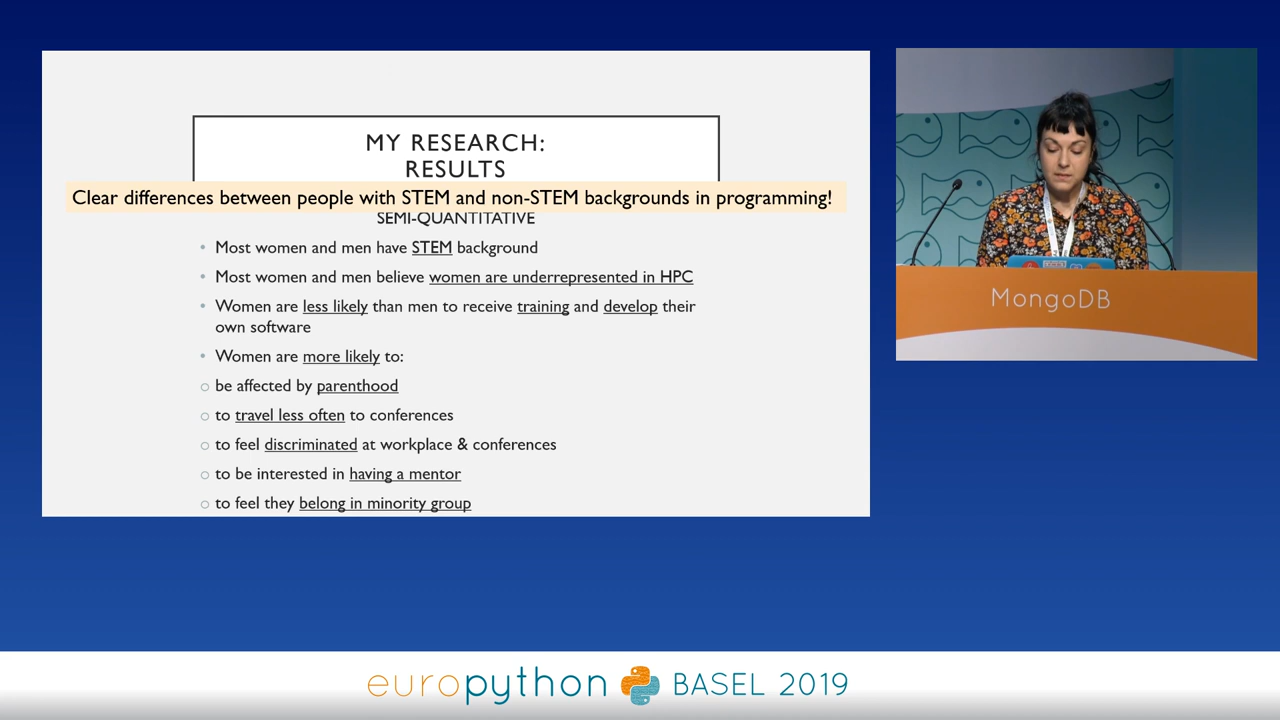 MY RESEARCH:
RESULTS
Clear differences between people with STEM and non-STEM backgrounds in programming!
SEMI-QUANTITATIVE
• Most women and men have STEM background
• Most women and men believe women are underrepresented in HPC
• Women are less likely than men to receive training and develop their
own software
• Women are more likely to:
○ be affected by parenthood
○ to travel less often to conferences
○ to feel discriminated at workplace & conferences
○ to be interested in having a mentor
○ to feel they belong in minority group
MongoDB
europython BASEL 2019